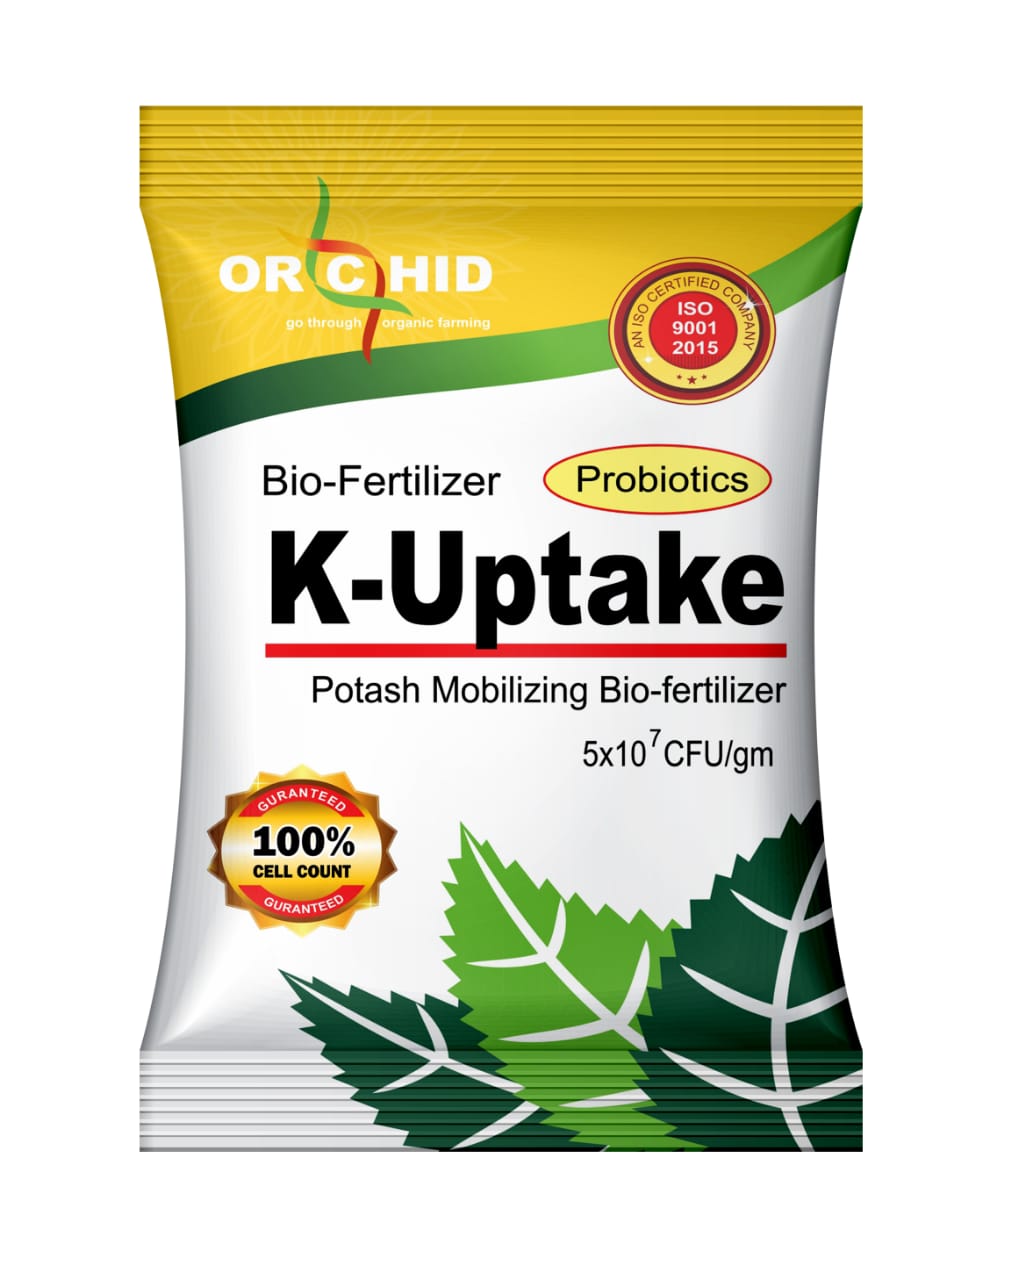 ORCHID
go through organic farming
AN ISO CERTIFIED COMPANY
ISO
9001
2015
Bio-Fertilizer
Probiotics
K-Uptake
Potash Mobilizing Bio-fertilizer
5x10⁷ CFU/gm
GURANTEED
100%
CELL COUNT
GURANTEED